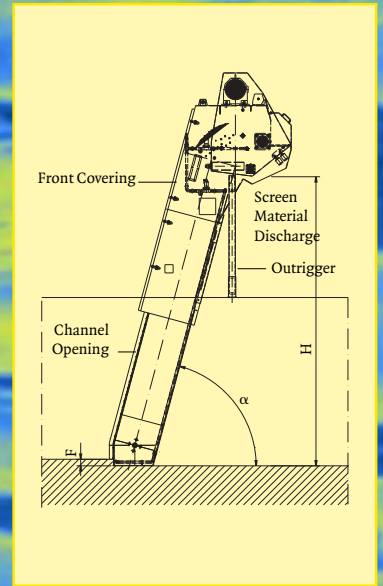 Front Covering
Screen
Material
Discharge
Outrigger
Channel
Opening
H
α
F